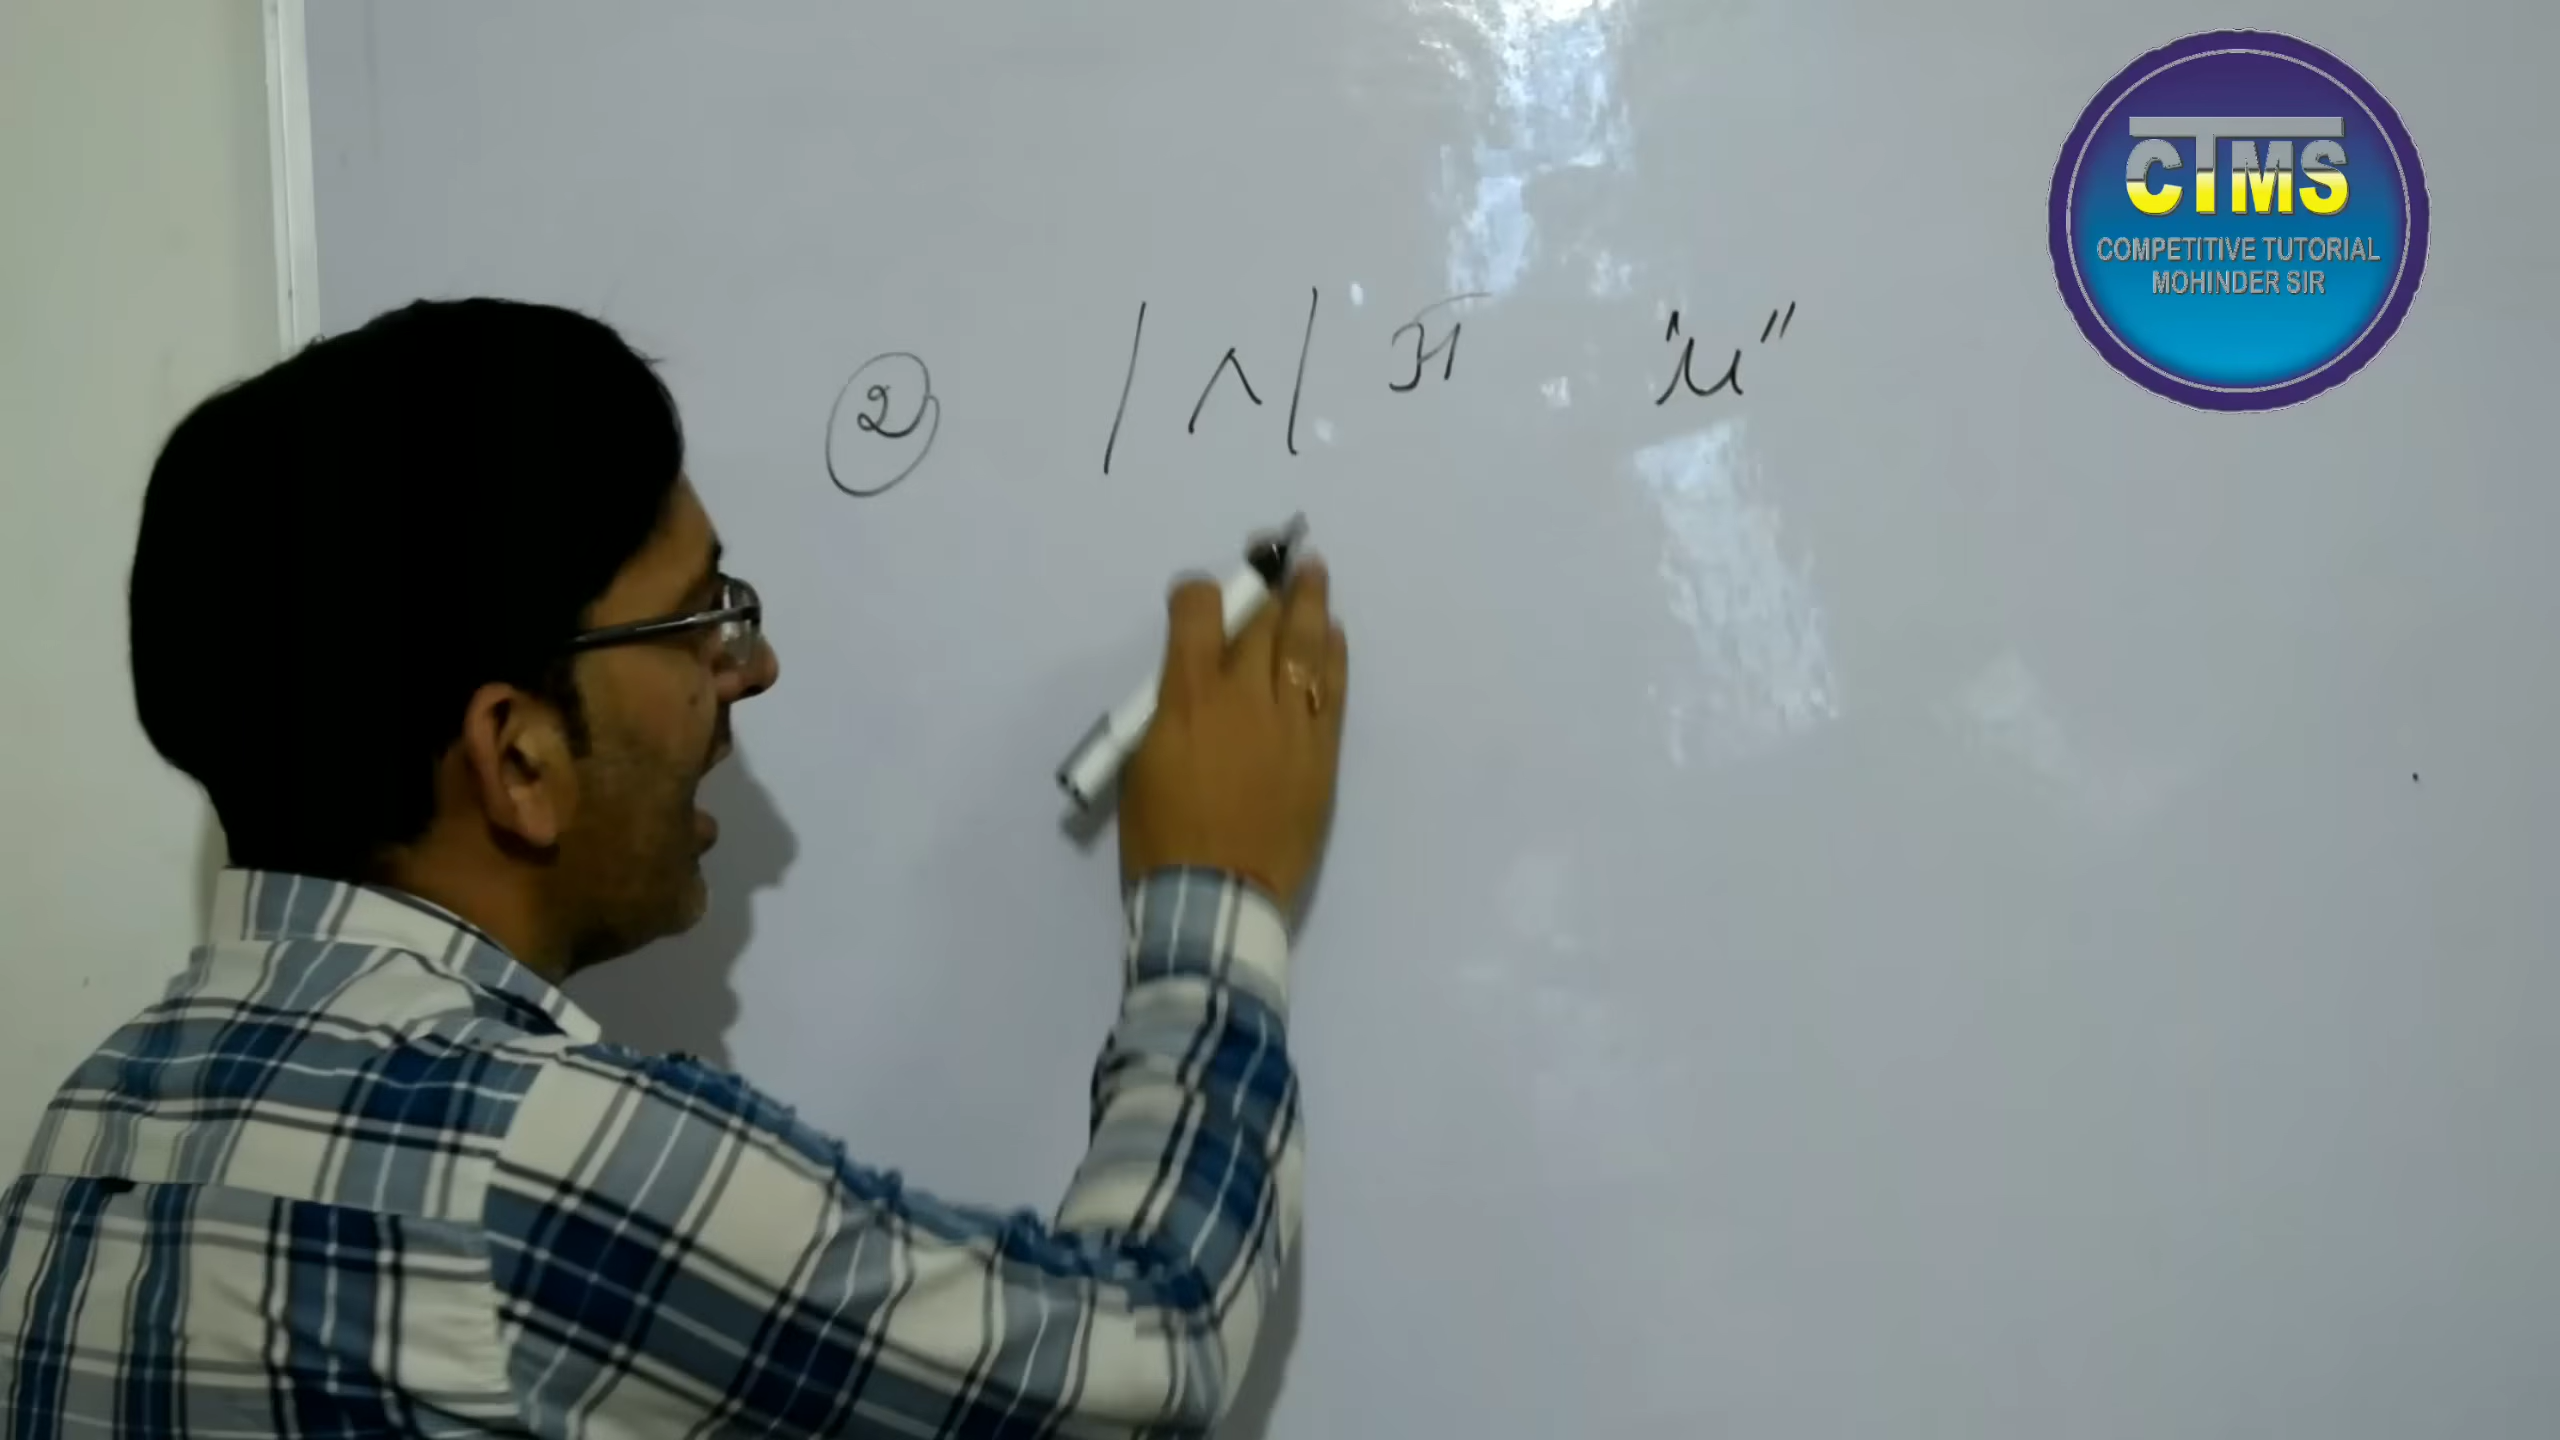 ② /ʌ/ अ "u"
CTMS
COMPETITIVE TUTORIAL
MOHINDER SIR